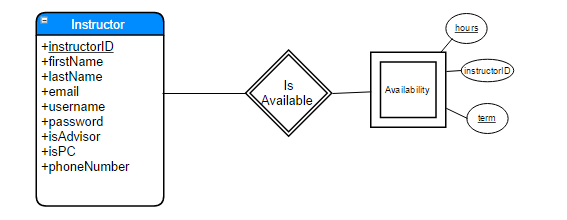 Instructor
+instructorID
+firstName
+lastName
+email
+username
+password
+isAdvisor
+isPC
+phoneNumber
Is
Available
Availability
hours
instructorID
term